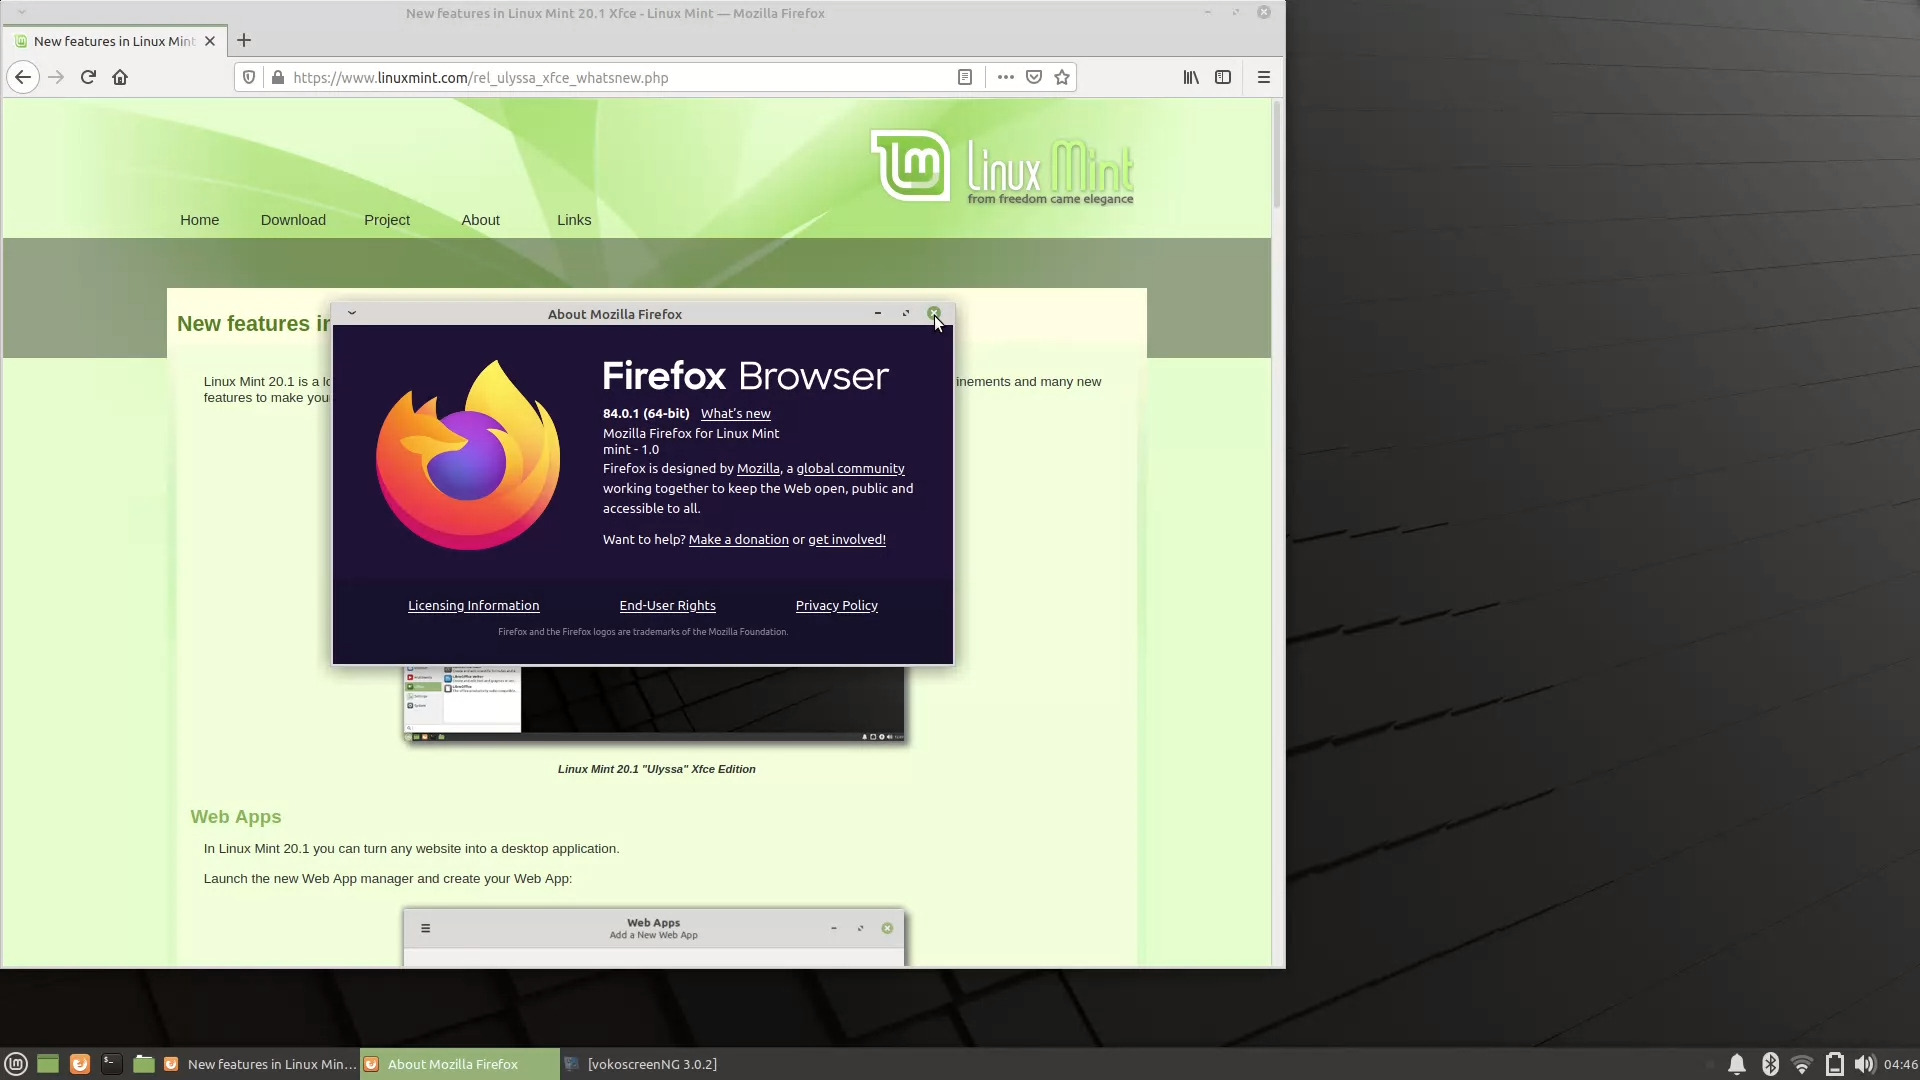 New features in Linux Mint 20.1 Xfce - Linux Mint — Mozilla Firefox
New features in Linux Mint
https://www.linuxmint.com/rel_ulyssa_xfce_whatsnew.php
Linux Mint
from freedom came elegance
Home Download Project About Links
New features in
About Mozilla Firefox
Linux Mint 20.1 is a
inements and many new
features to make you
Firefox Browser
84.0.1 (64-bit) What's new
Mozilla Firefox for Linux Mint
mint - 1.0
Firefox is designed by Mozilla, a global community
working together to keep the Web open, public and
accessible to all.
Want to help? Make a donation or get involved!
Licensing Information End-User Rights Privacy Policy
Firefox and the Firefox logos are trademarks of the Mozilla Foundation.
Linux Mint 20.1 "Ulyssa" Xfce Edition
Web Apps
In Linux Mint 20.1 you can turn any website into a desktop application.
Launch the new Web App manager and create your Web App:
Web Apps
Add a New Web App
New features in Linux Min... About Mozilla Firefox [vokoscreenNG 3.0.2] 04:46